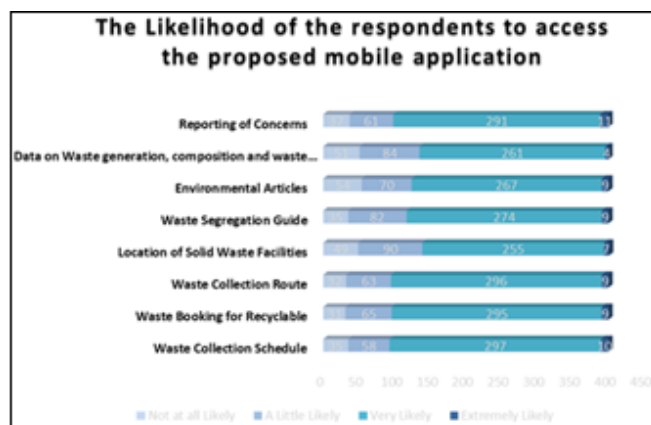 The Likelihood of the respondents to access
the proposed mobile application
Reporting of Concerns 61 291 11
Data on Waste generation, composition and waste... 84 261 4
Environmental Articles 70 267 9
Waste Segregation Guide 82 274 9
Location of Solid Waste Facilities 90 255 7
Waste Collection Route 63 296 9
Waste Booking for Recyclable 65 295 9
Waste Collection Schedule 58 297 10
0 50 100 150 200 250 300 350 400 450
Not at all Likely A Little Likely Very Likely Extremely Likely